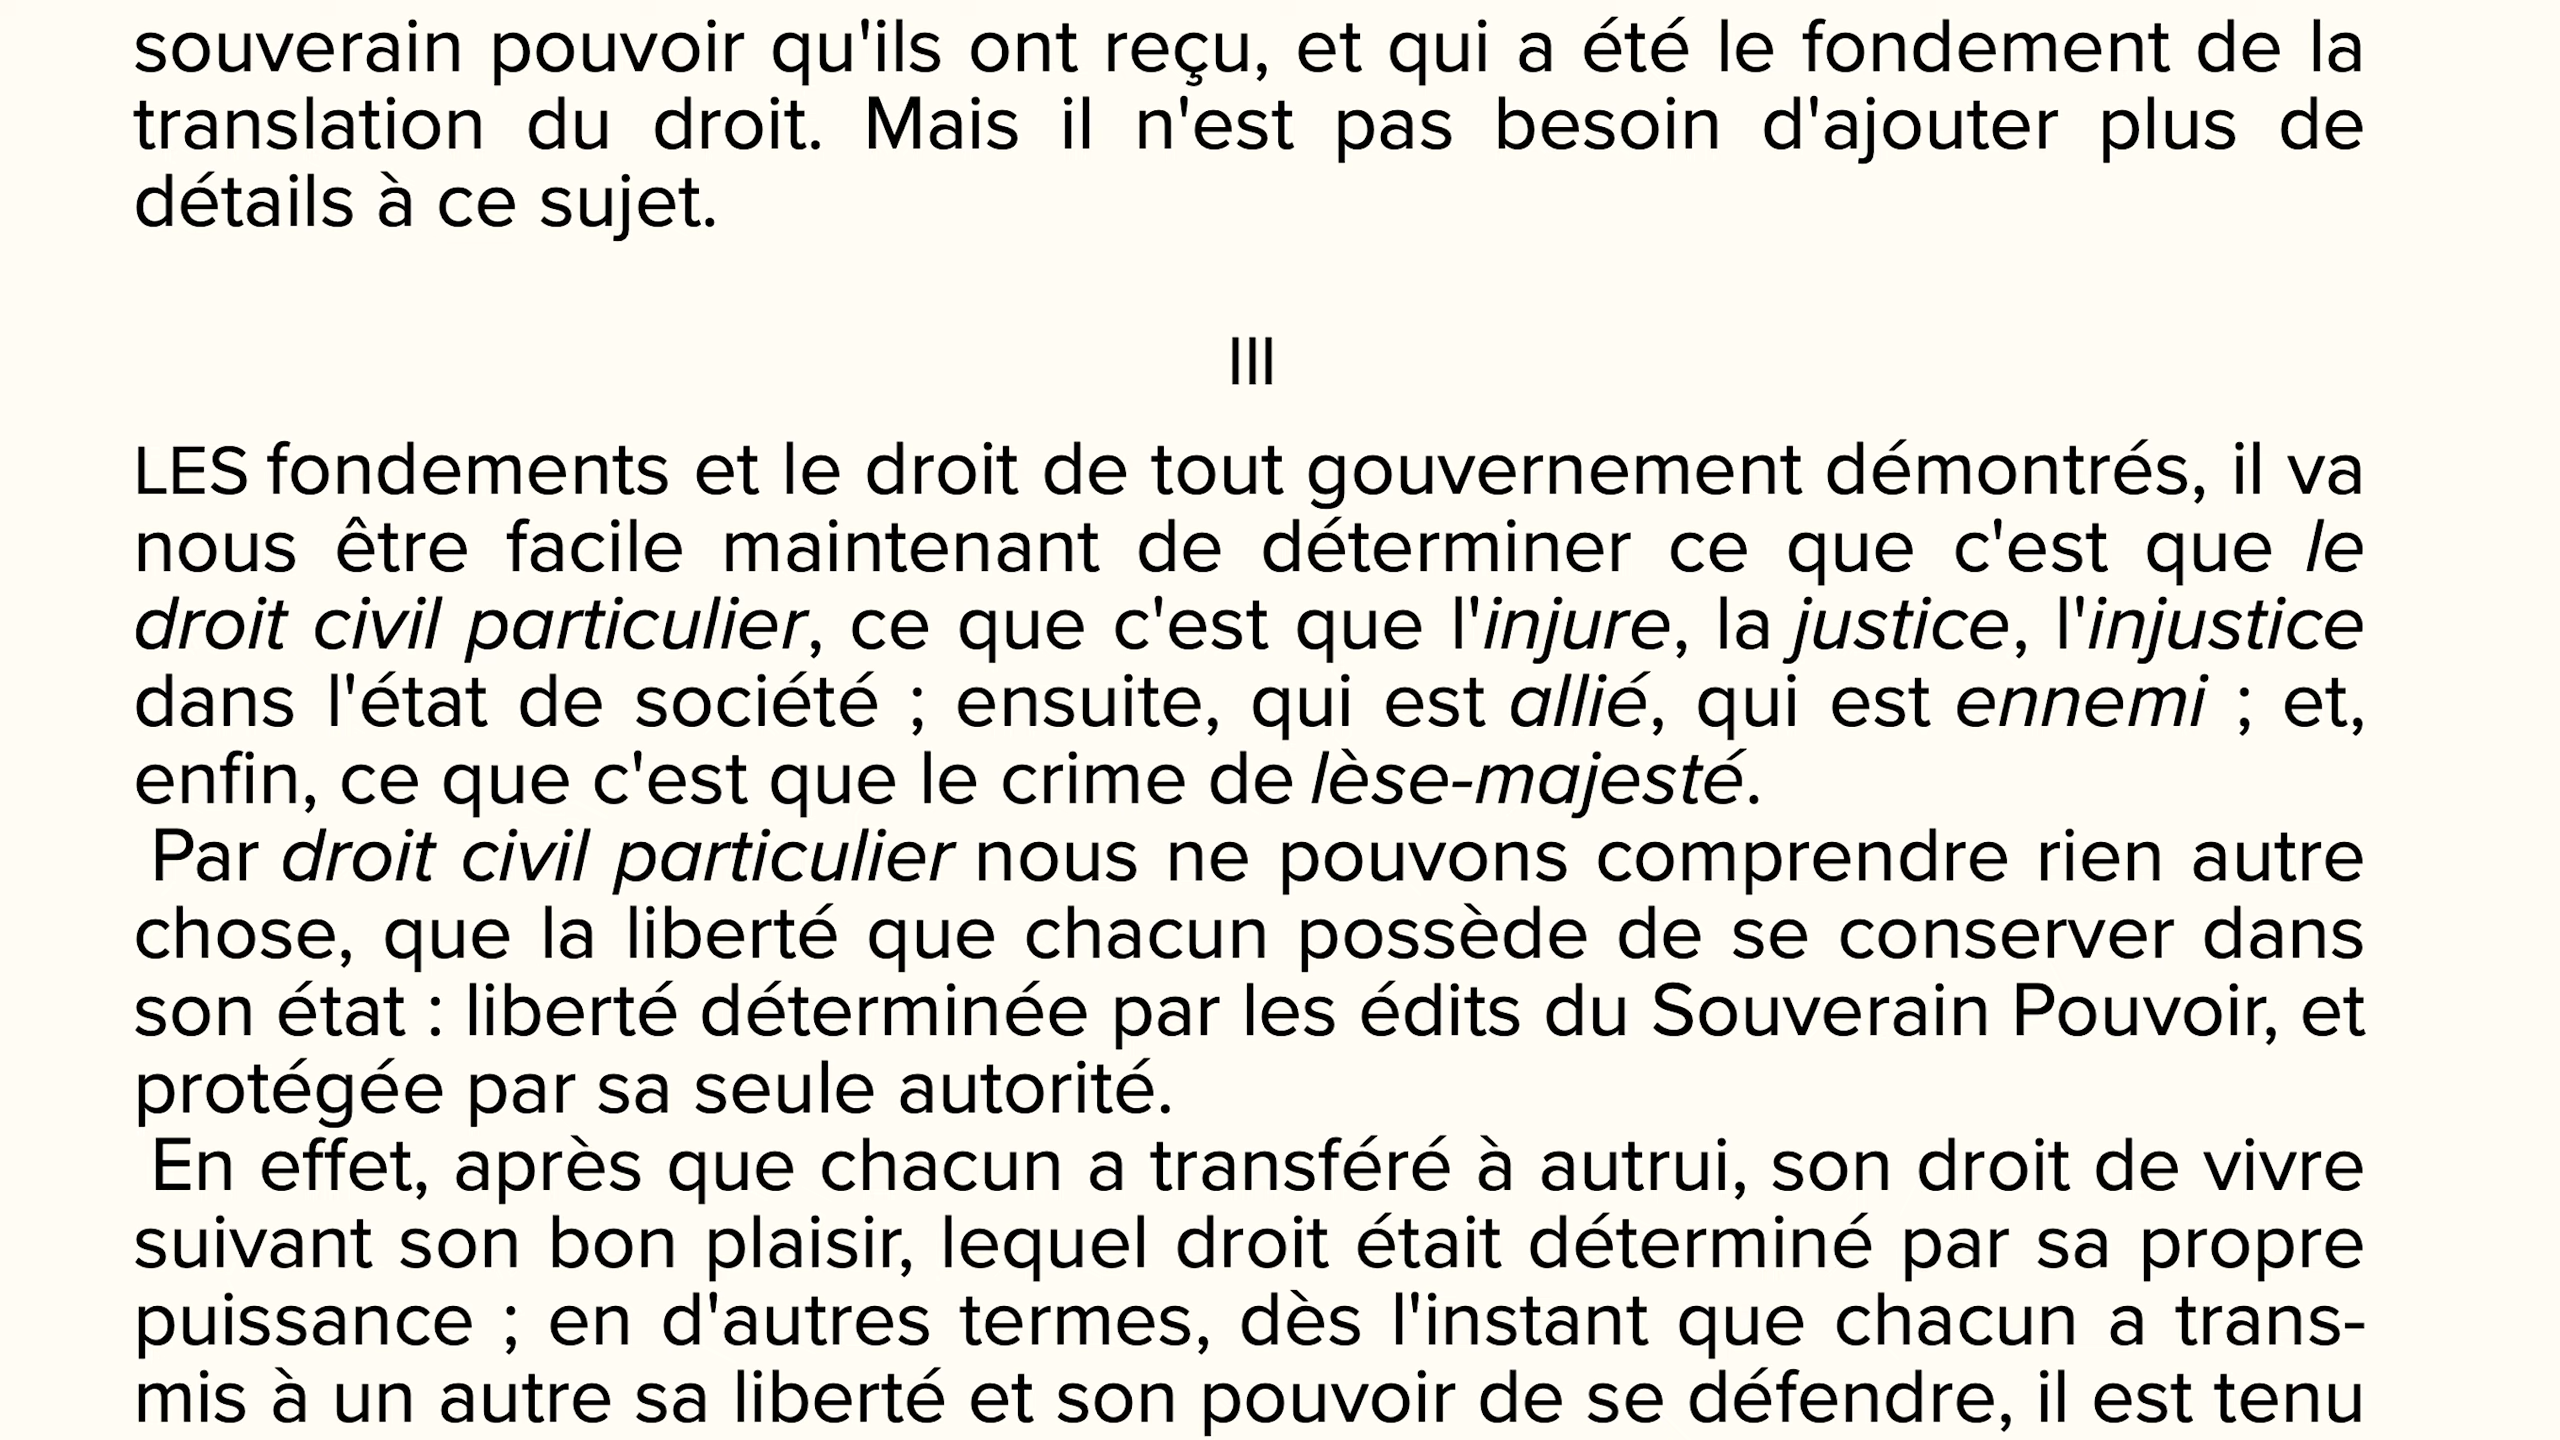 souverain pouvoir qu'ils ont reçu, et qui a été le fondement de la
translation du droit. Mais il n'est pas besoin d'ajouter plus de
détails à ce sujet.
III
LES fondements et le droit de tout gouvernement démontrés, il va
nous être facile maintenant de déterminer ce que c'est que le
droit civil particulier, ce que c'est que l'injure, la justice, l'injustice
dans l'état de société ; ensuite, qui est allié, qui est ennemi ; et,
enfin, ce que c'est que le crime de lèse-majesté.
Par droit civil particulier nous ne pouvons comprendre rien autre
chose, que la liberté que chacun possède de se conserver dans
son état : liberté déterminée par les édits du Souverain Pouvoir, et
protégée par sa seule autorité.
En effet, après que chacun a transféré à autrui, son droit de vivre
suivant son bon plaisir, lequel droit était déterminé par sa propre
puissance ; en d'autres termes, dès l'instant que chacun a trans-
mis à un autre sa liberté et son pouvoir de se défendre, il est tenu